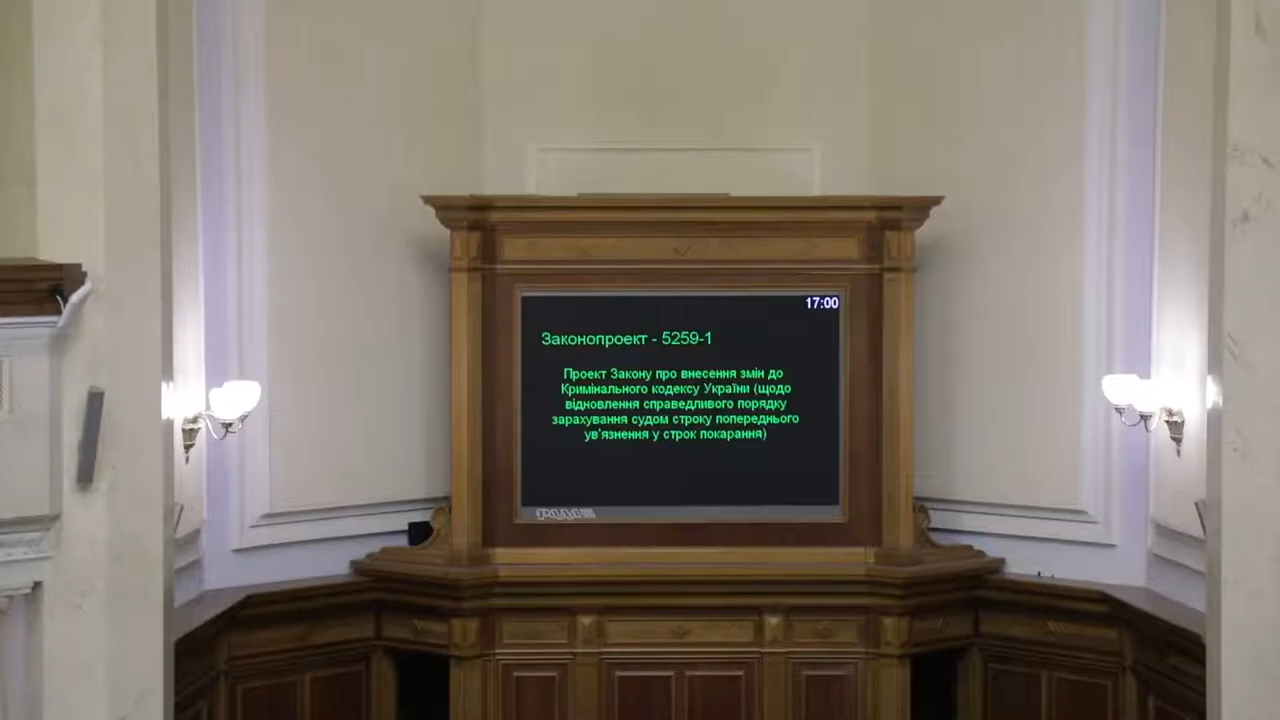 17:00
Законопроект - 5259-1
Проект Закону про внесення змін до
Кримінального кодексу України (щодо
відновлення справедливого порядку
зарахування судом строку попереднього
ув'язнення у строк покарання)